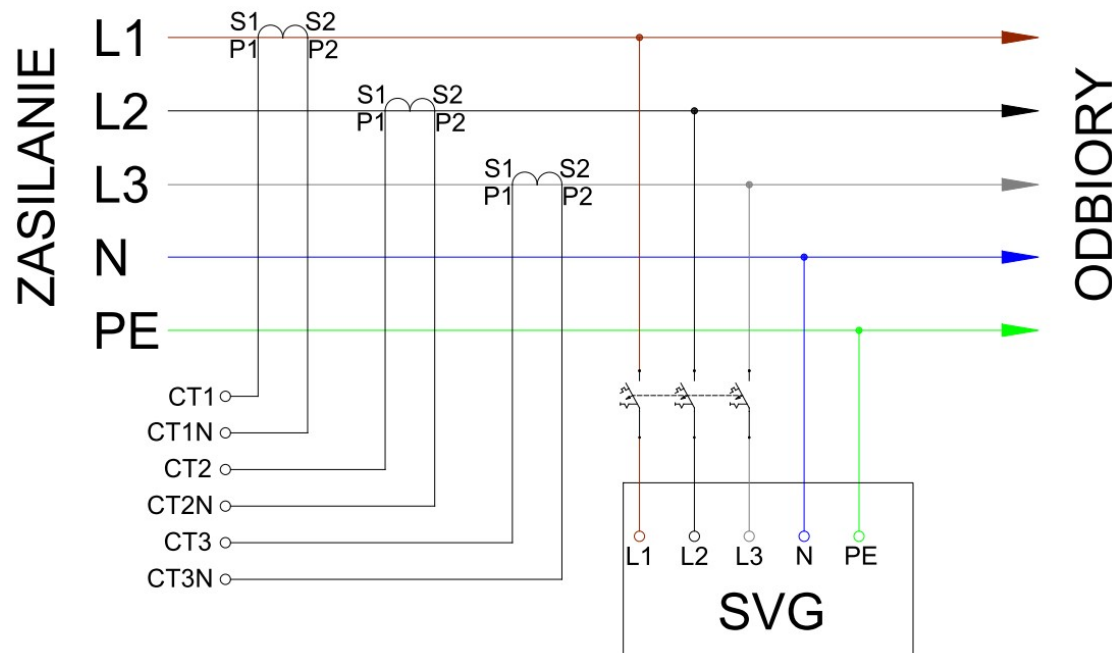 ZASILANIE
L1
S1 S2
P1 P2
L2
S1 S2
P1 P2
L3
S1 S2
P1 P2
N
PE
ODBIORY
CT1
CT1N
CT2
CT2N
CT3
CT3N
L1 L2 L3 N PE
SVG